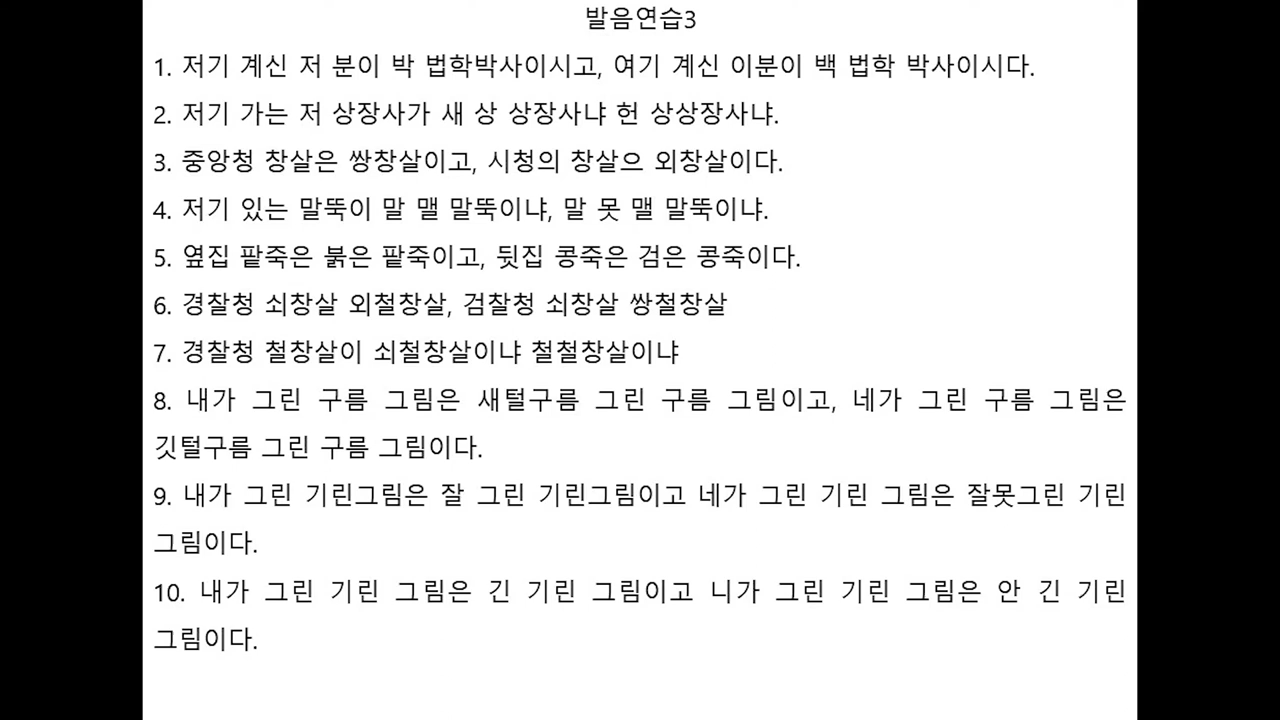 발음연습3
1. 저기 계신 저 분이 박 법학박사이시고, 여기 계신 이분이 백 법학 박사이시다.
2. 저기 가는 저 상장사가 새 상 상장사냐 헌 상상장사냐.
3. 중앙청 창살은 쌍창살이고, 시청의 창살으 외창살이다.
4. 저기 있는 말뚝이 말 맬 말뚝이냐, 말 못 맬 말뚝이냐.
5. 옆집 팥죽은 붉은 팥죽이고, 뒷집 콩죽은 검은 콩죽이다.
6. 경찰청 쇠창살 외철창살, 검찰청 쇠창살 쌍철창살
7. 경찰청 철창살이 쇠철창살이냐 철철창살이냐
8. 내가 그린 구름 그림은 새털구름 그린 구름 그림이고, 네가 그린 구름 그림은
깃털구름 그린 구름 그림이다.
9. 내가 그린 기린그림은 잘 그린 기린그림이고 네가 그린 기린 그림은 잘못그린 기린
그림이다.
10. 내가 그린 기린 그림은 긴 기린 그림이고 니가 그린 기린 그림은 안 긴 기린
그림이다.